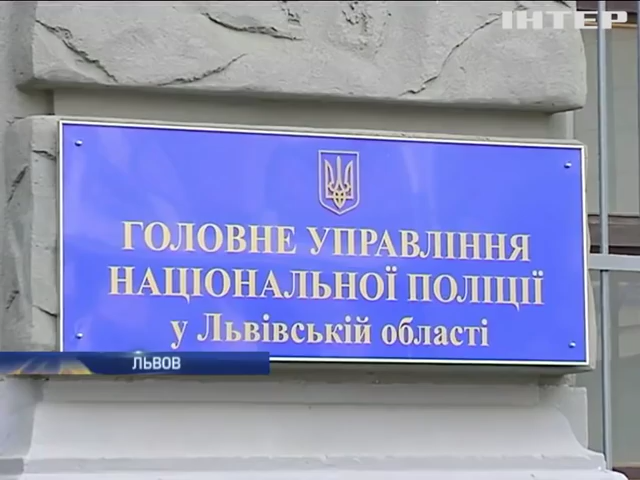 ІНТЕР
ГОЛОВНЕ УПРАВЛІННЯ
НАЦІОНАЛЬНОЇ ПОЛІЦІЇ
у Львівській області
ЛЬВОВ